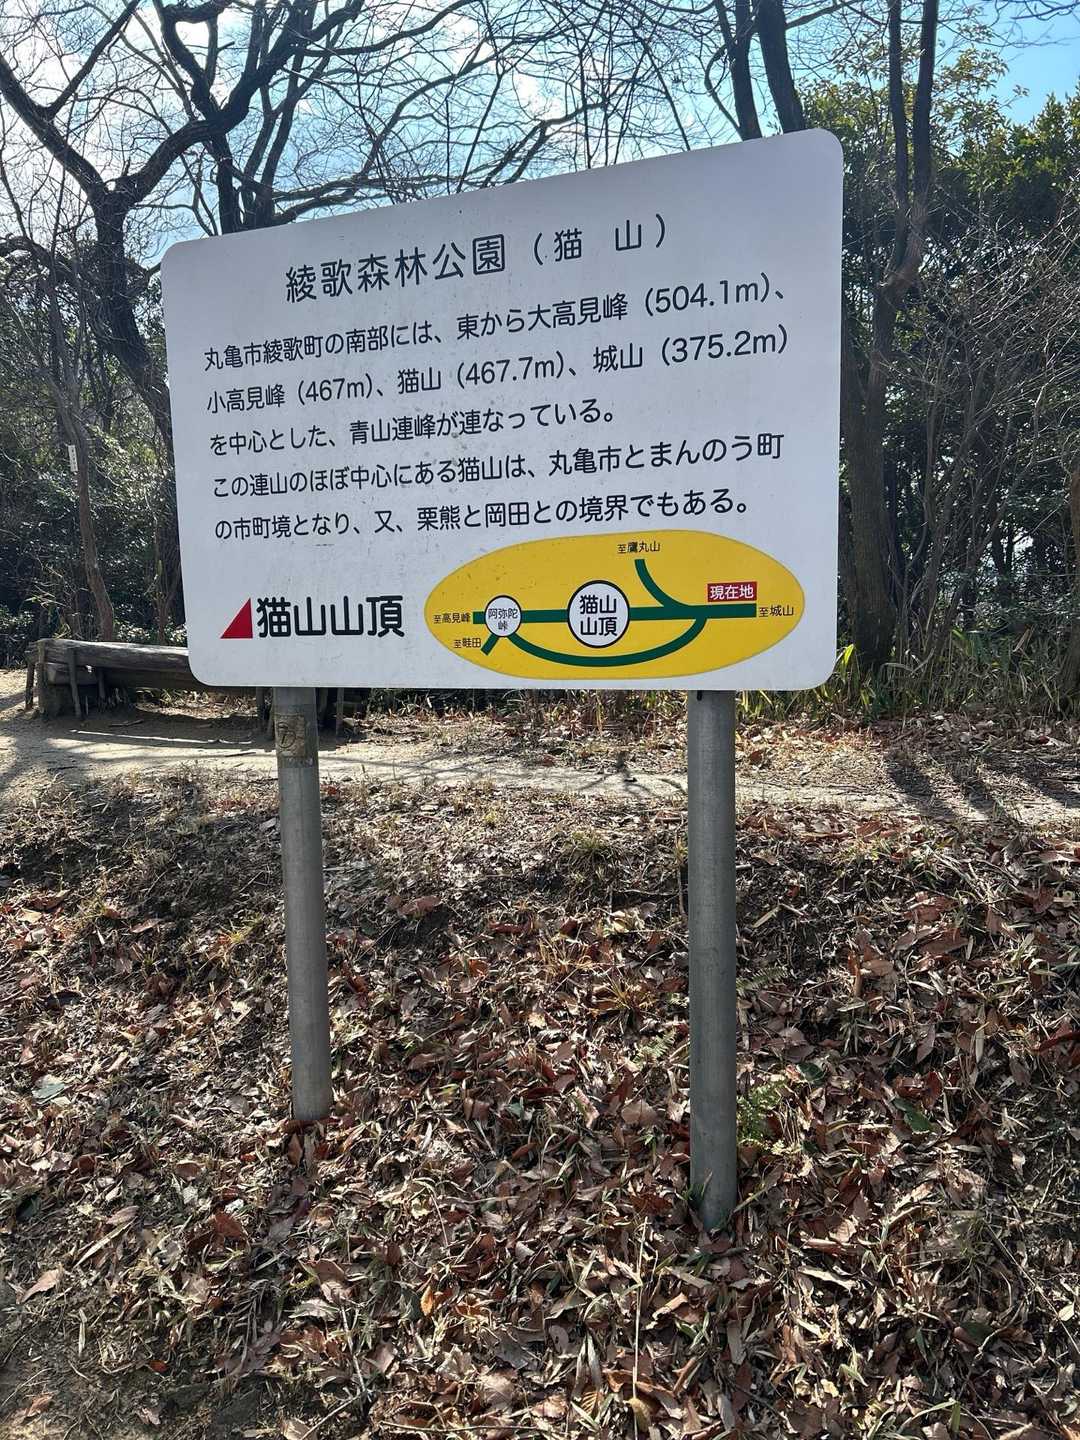 綾歌森林公園（猫　山）
丸亀市綾歌町の南部には、東から大高見峰（504.1m）、
小高見峰（467m）、猫山（467.7m）、城山（375.2m）
を中心とした、青山連峰が連なっている。
この連山のほぼ中心にある猫山は、丸亀市とまんのう町
の市町境となり、又、栗熊と岡田との境界でもある。
猫山山頂
至鷹丸山
現在地
至高見峰
阿弥陀
峠
猫山
山頂
至城山
至畦田